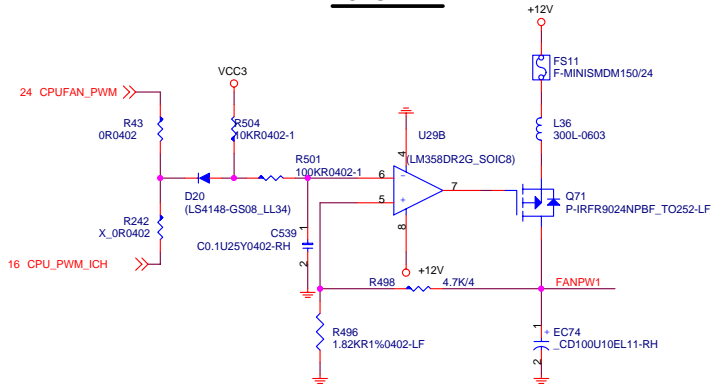 +12V
FS11
F-MINISMDM150/24
24 CPUFAN_PWM
VCC3
R43
0R0402
R504
10KR0402-1
U29B
L36
300L-0603
R501
100KR0402-1
4
(LM358DR2G_SOIC8)
6
-
7
5
+
8
D20
(LS4148-GS08_LL34)
Q71
P-IRFR9024NPBF_TO252-LF
R242
X_0R0402
C539
C0.1U25Y0402-RH
1
2
16 CPU_PWM_ICH
+12V
R498
4.7K/4
FANPW1
R496
1.82KR1%0402-LF
1
+
EC74
_CD100U10EL11-RH
2